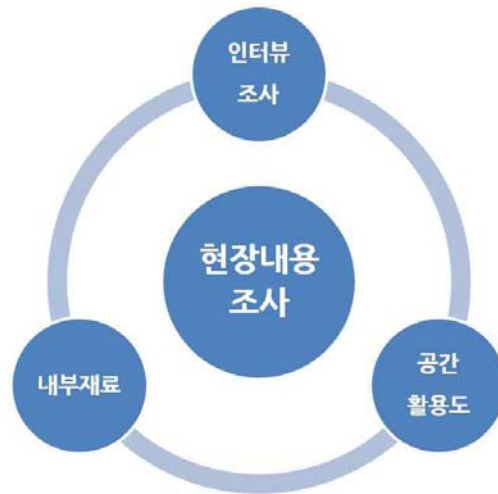 인터뷰
조사
현장내용
조사
내부재료
공간
활용도